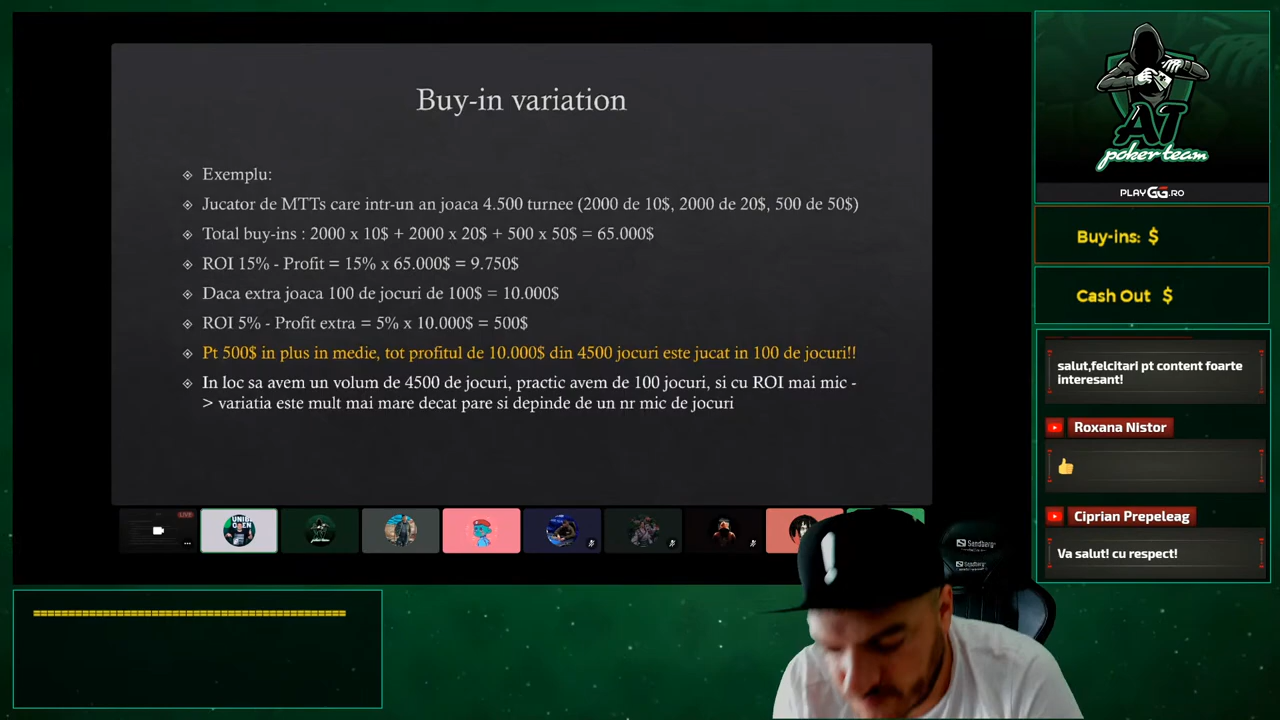 Buy-in variation
Exemplu:
Jucator de MTTs care intr-un an joaca 4.500 turnee (2000 de 10$, 2000 de 20$, 500 de 50$)
Total buy-ins : 2000 x 10$ + 2000 x 20$ + 500 x 50$ = 65.000$
ROI 15% - Profit = 15% x 65.000$ = 9.750$
Daca extra joaca 100 de jocuri de 100$ = 10.000$
ROI 5% - Profit extra = 5% x 10.000$ = 500$
Pt 500$ in plus in medie, tot profitul de 10.000$ din 4500 jocuri este jucat in 100 de jocuri!!
In loc sa avem un volum de 4500 de jocuri, practic avem de 100 jocuri, si cu ROI mai mic -
> variatia este mult mai mare decat pare si depinde de un nr mic de jocuri
LIVE
UNIBET
OPEN
AI
poker team
PLAYGG.RO
Buy-ins: $
Cash Out $
salut,felcitari pt content foarte
interesant!
Roxana Nistor
Ciprian Prepeleag
Va salut! cu respect!
Sendberg
Sendberg